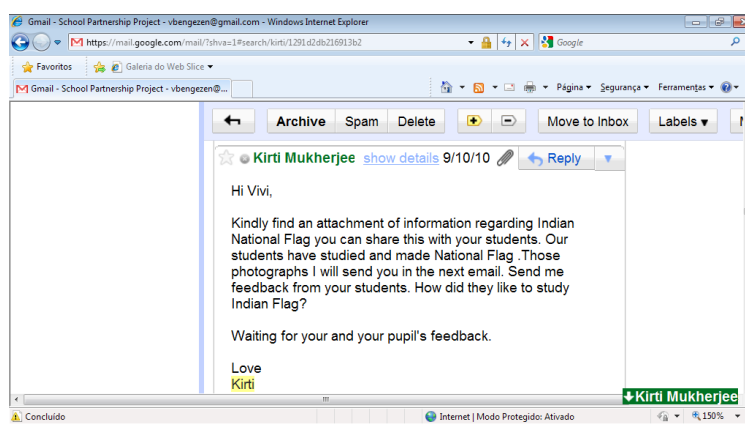 Gmail - School Partnership Project - vbengezen@gmail.com - Windows Internet Explorer
https://mail.google.com/mail/?shva=1#search/kirti/1291d2db216913b2
Google
Favoritos Galeria do Web Slice
Gmail - School Partnership Project - vbengezen@... Página Segurança Ferramentas
Archive Spam Delete Move to Inbox Labels
Kirti Mukherjee show details 9/10/10 Reply
Hi Vivi,
Kindly find an attachment of information regarding Indian
National Flag you can share this with your students. Our
students have studied and made National Flag .Those
photographs I will send you in the next email. Send me
feedback from your students. How did they like to study
Indian Flag?
Waiting for your and your pupil's feedback.
Love
Kirti
Kirti Mukherjee
Concluído Internet | Modo Protegido: Ativado 150%